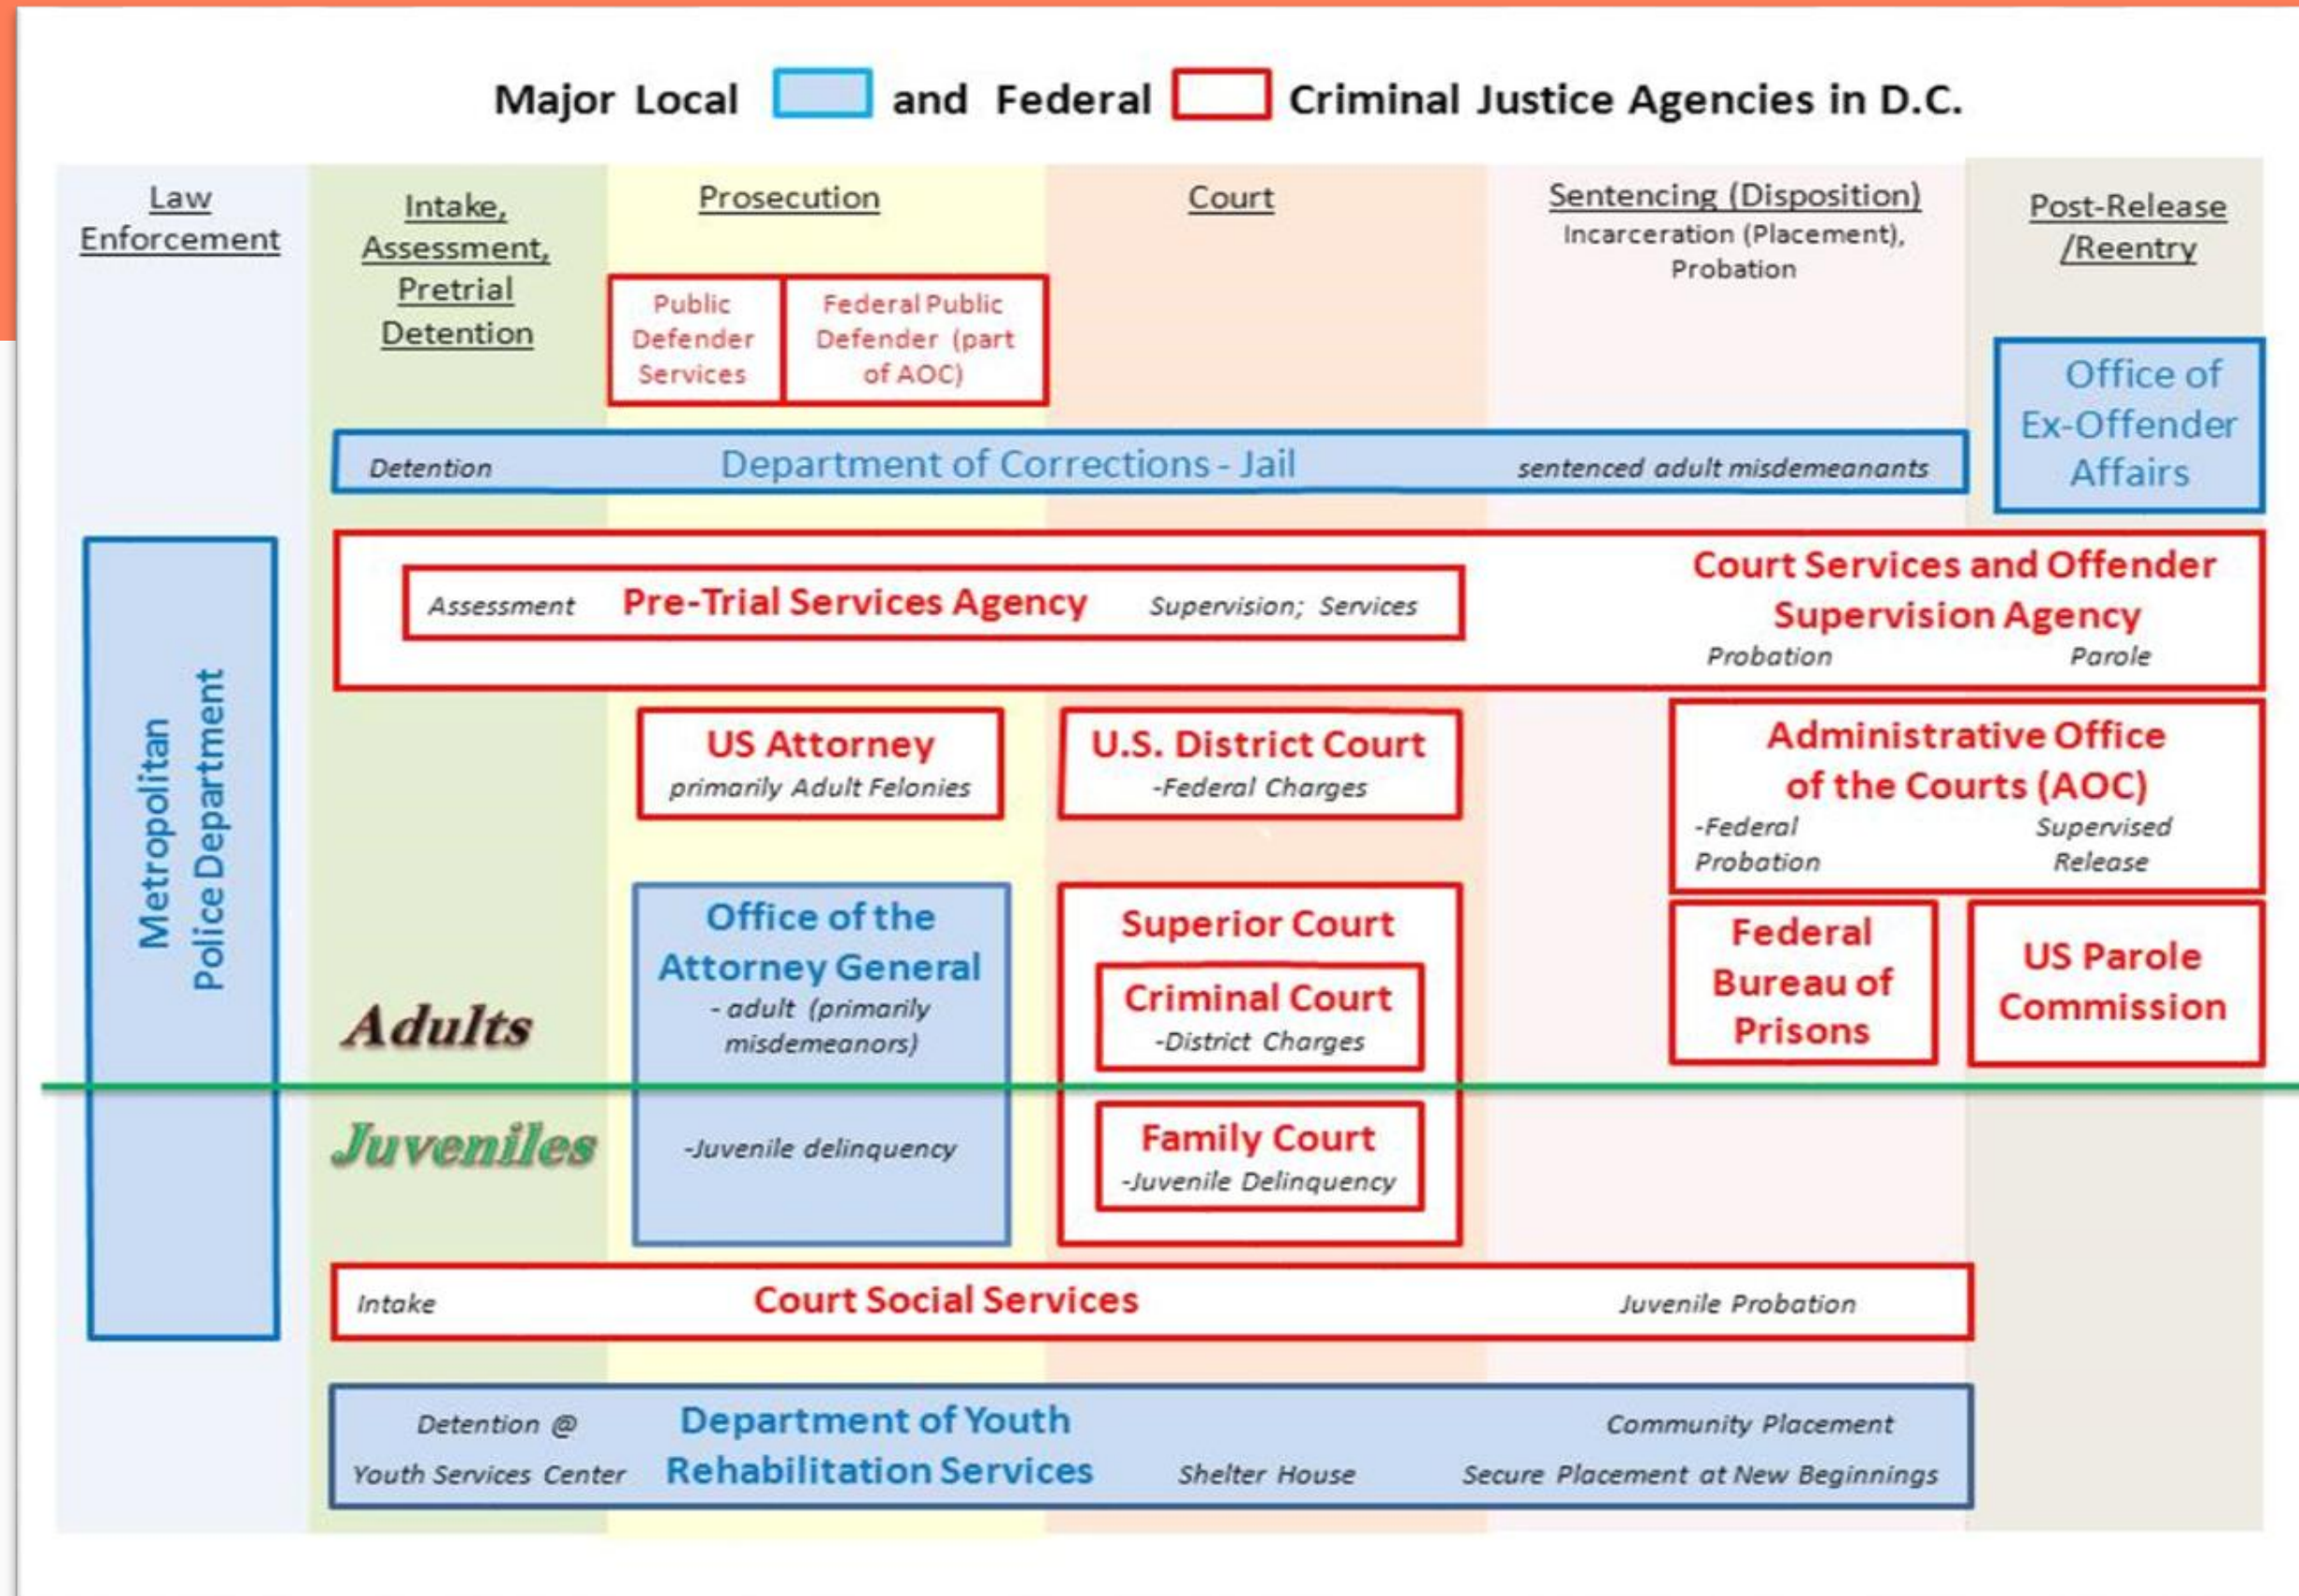 Major Local and Federal Criminal Justice Agencies in D.C.
Law
Enforcement
Intake,
Assessment,
Pretrial
Detention
Prosecution
Court
Sentencing (Disposition)
Incarceration (Placement),
Probation
Post-Release
/Reentry
Public
Defender
Services
Federal Public
Defender (part
of AOC)
Office of
Ex-Offender
Affairs
Detention Department of Corrections - Jail sentenced adult misdemeanants
Metropolitan
Police Department
Assessment Pre-Trial Services Agency Supervision; Services
Court Services and Offender
Supervision Agency
Probation Parole
US Attorney
primarily Adult Felonies
U.S. District Court
-Federal Charges
Administrative Office
of the Courts (AOC)
-Federal Supervised
Probation Release
Office of the
Attorney General
- adult (primarily
misdemeanors)
Superior Court
Criminal Court
-District Charges
Federal
Bureau of
Prisons
US Parole
Commission
Adults
Juveniles
-Juvenile delinquency
Family Court
-Juvenile Delinquency
Intake Court Social Services Juvenile Probation
Detention @ Department of Youth Community Placement
Youth Services Center Rehabilitation Services Shelter House Secure Placement at New Beginnings